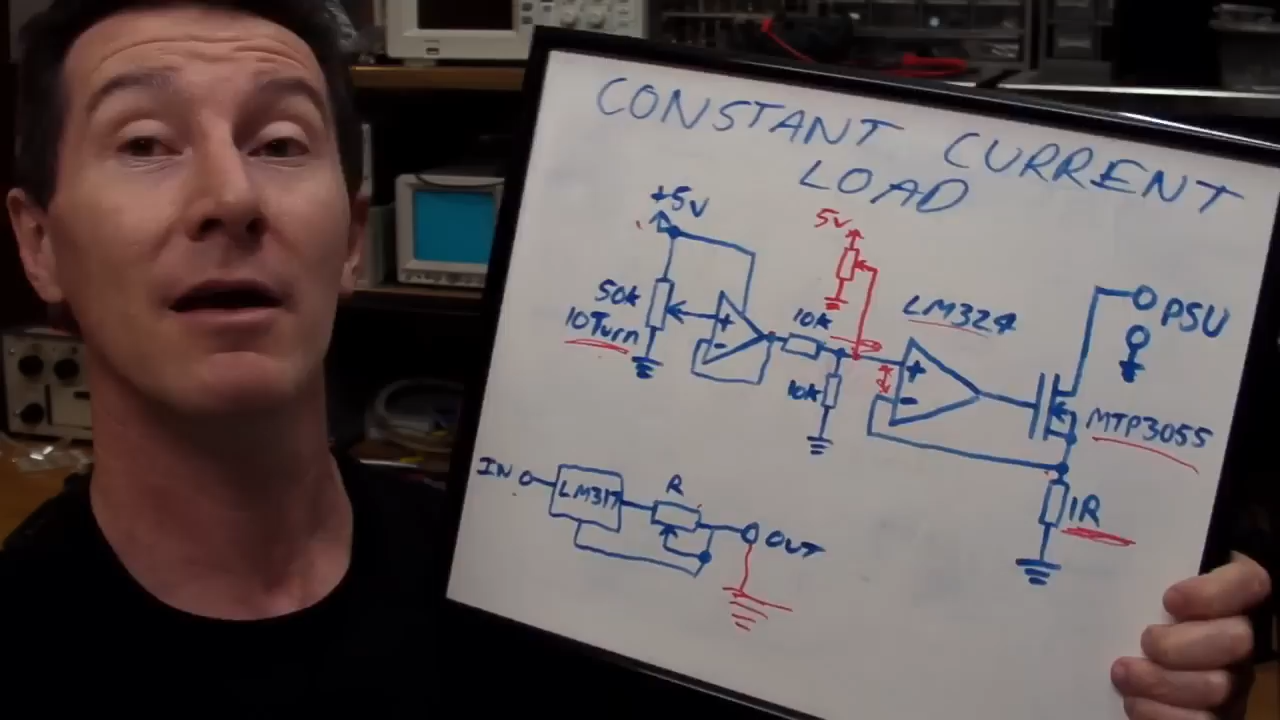 CONSTANT CURRENT
LOAD
+5V
5V
50k
10Turn
+
-
10k
10k
LM324
+
-
PSU
MTP3055
1R
IN
LM317
R
OUT